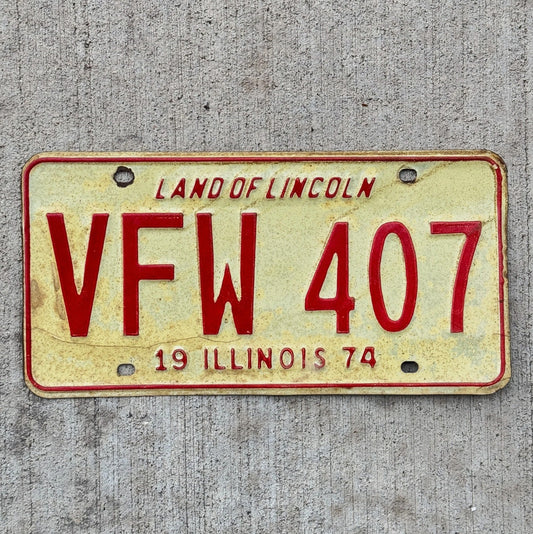 LAND OF LINCOLN
VFW 407
19 ILLINOIS 74